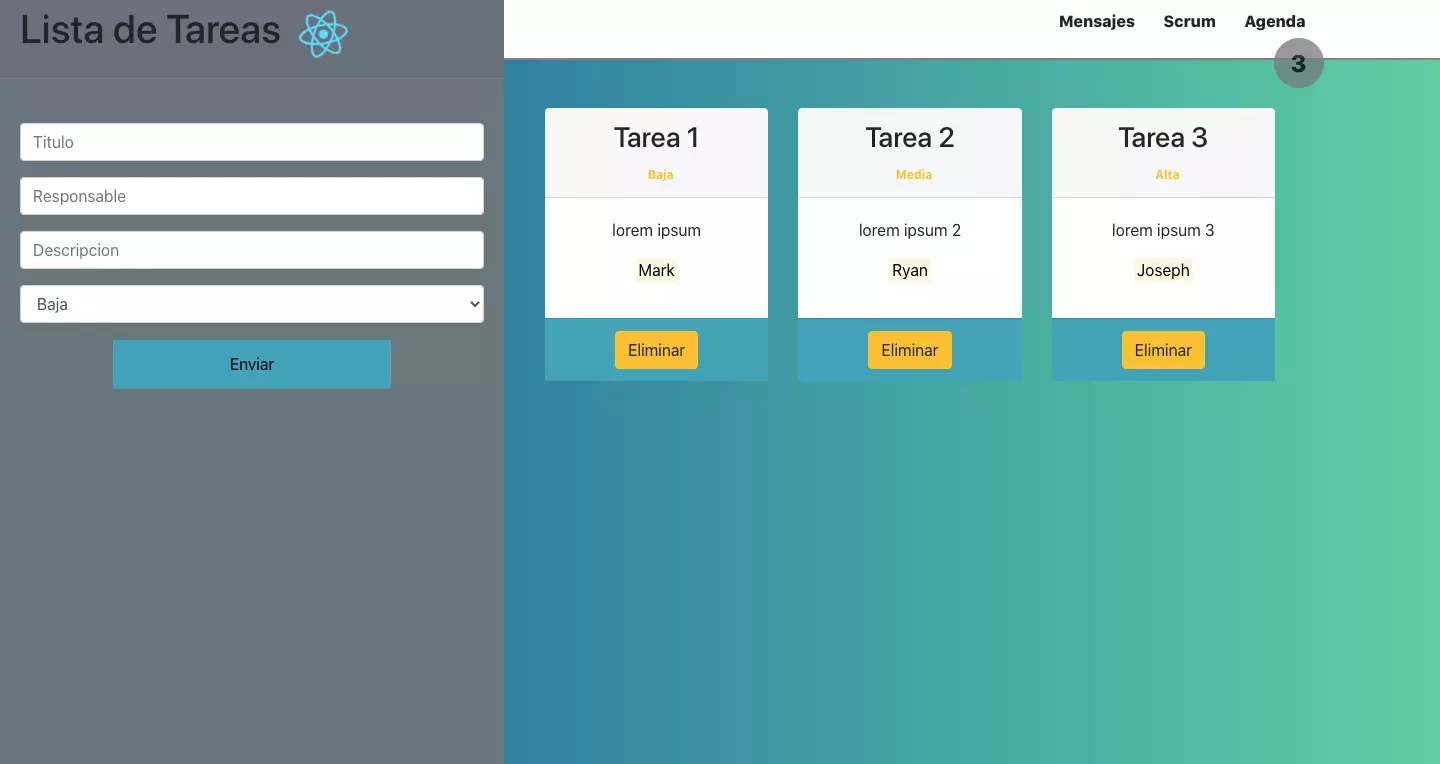 Lista de Tareas
Titulo
Responsable
Descripcion
Baja
Enviar
Mensajes Scrum Agenda
3
Tarea 1
Baja
lorem ipsum
Mark
Eliminar
Tarea 2
Media
lorem ipsum 2
Ryan
Eliminar
Tarea 3
Alta
lorem ipsum 3
Joseph
Eliminar